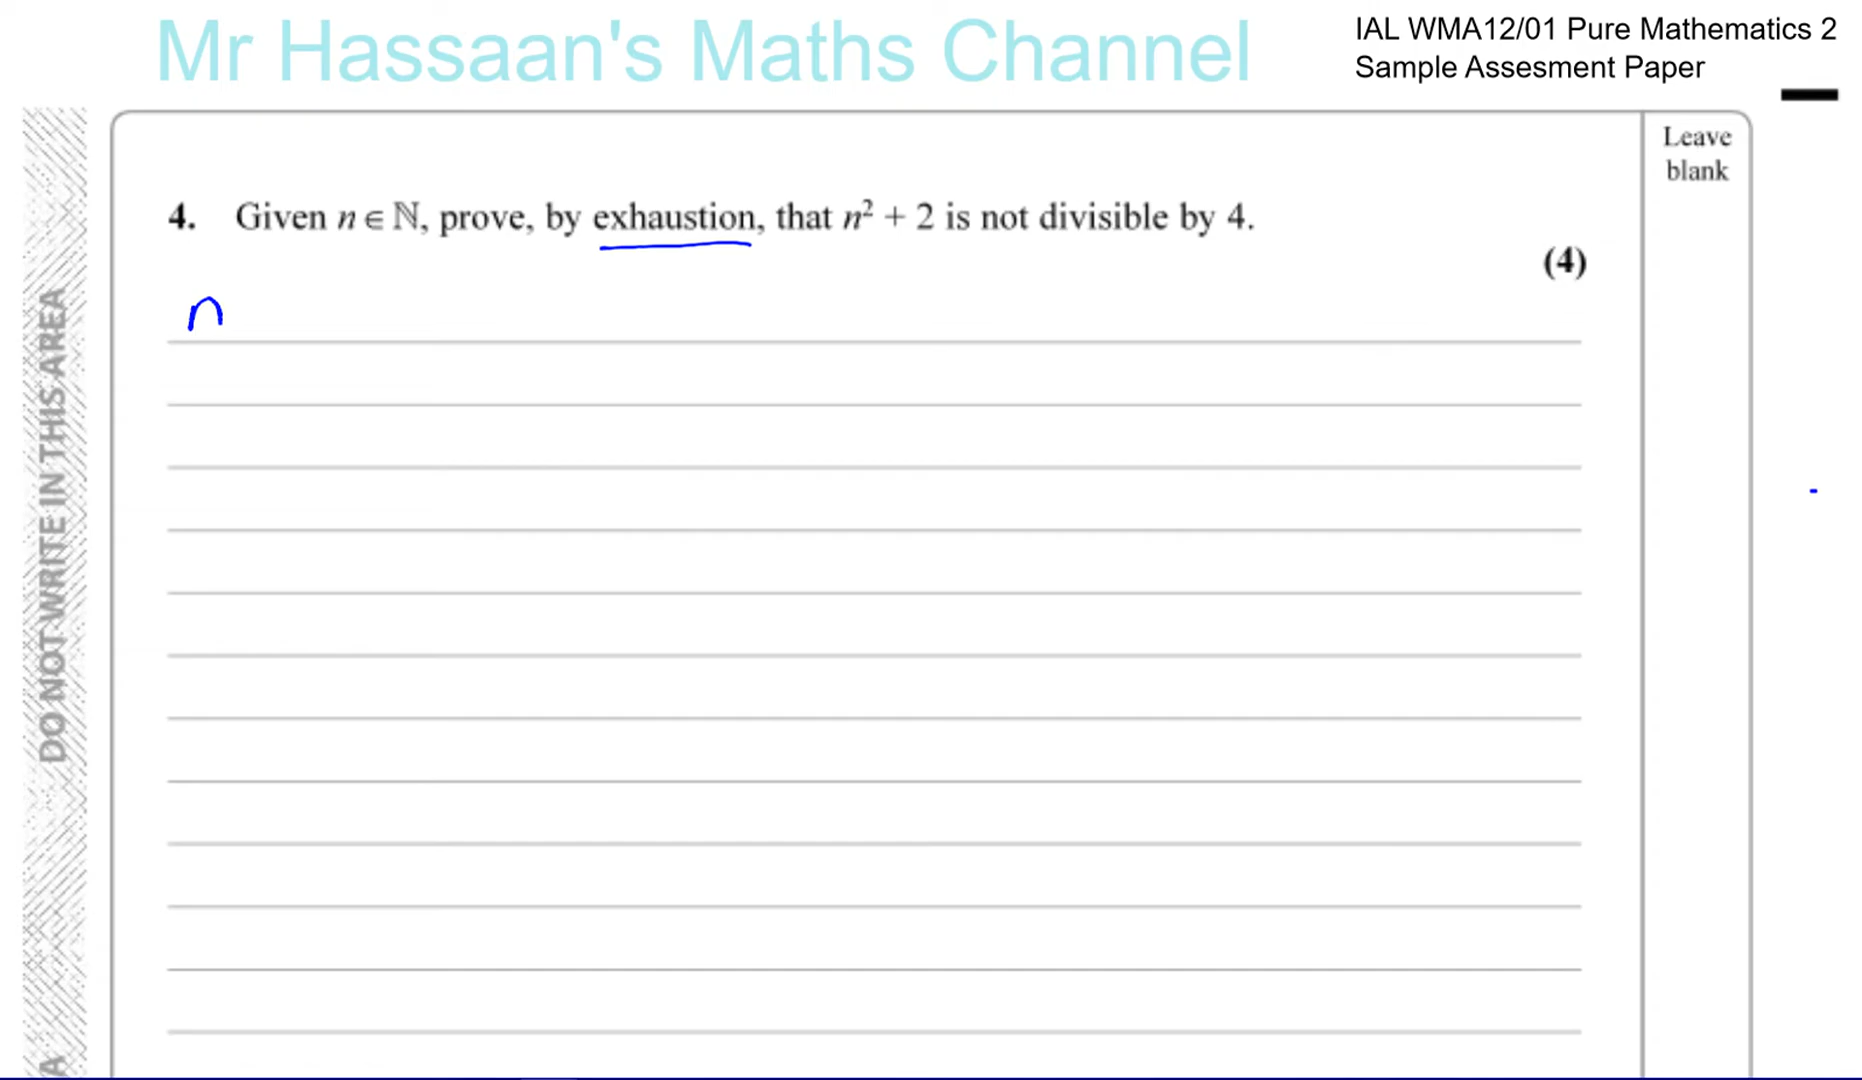 Mr Hassaan's Maths Channel
IAL WMA12/01 Pure Mathematics 2
Sample Assesment Paper
Leave
blank
4. Given n ∈ ℕ, prove, by exhaustion, that n² + 2 is not divisible by 4.
(4)
n
DO NOT WRITE IN THIS AREA
A